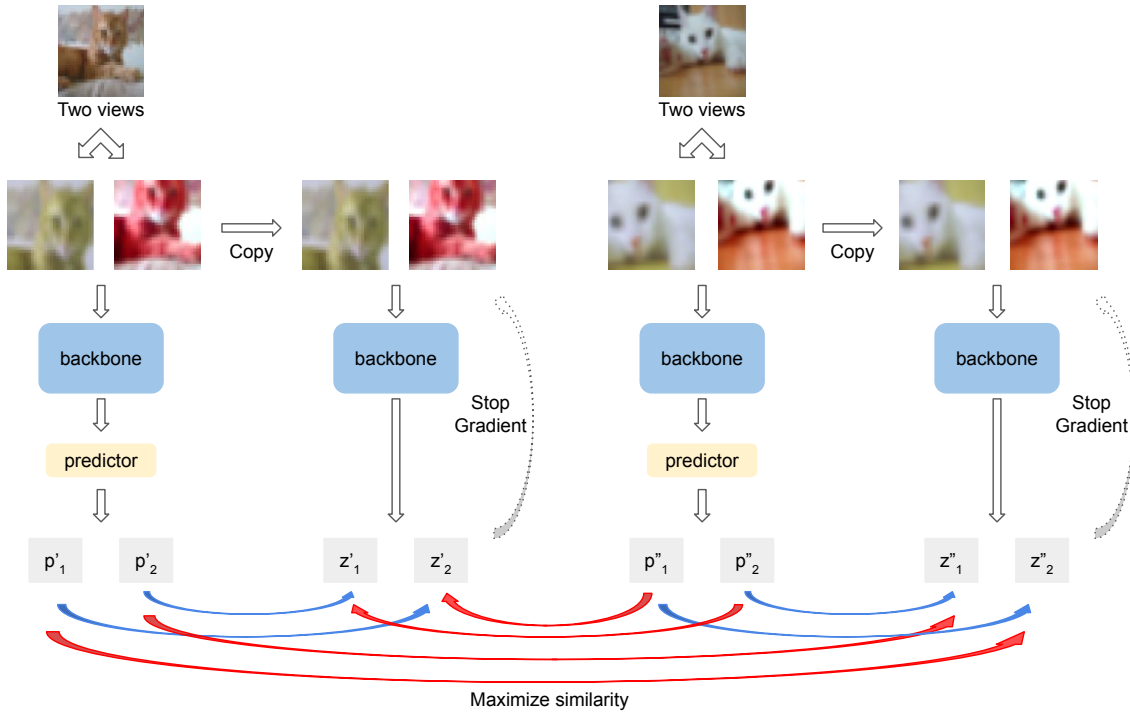 Two views
Two views
Copy
Copy
backbone
backbone
backbone
backbone
Stop
Gradient
Stop
Gradient
predictor
predictor
p’₁
p’₂
z’₁
z’₂
p”₁
p”₂
z”₁
z”₂
Maximize similarity